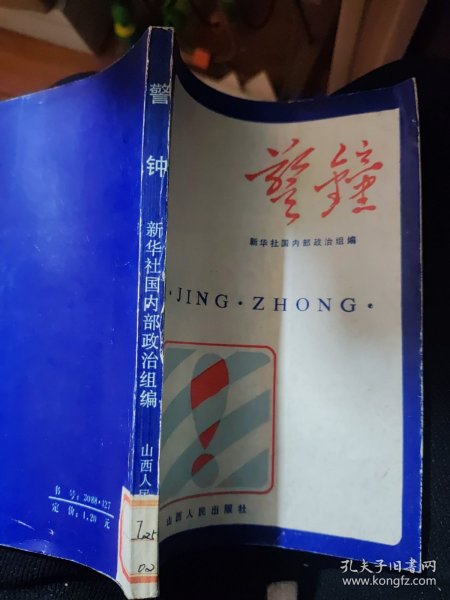 警钟
新华社国内部政治组编
山西人民
书号：3088·127
定价：1.20元
警鐘
新华社国内部政治组编
·JING·ZHONG·
!
山西人民出版社
孔夫子旧书网
www.kongfz.com